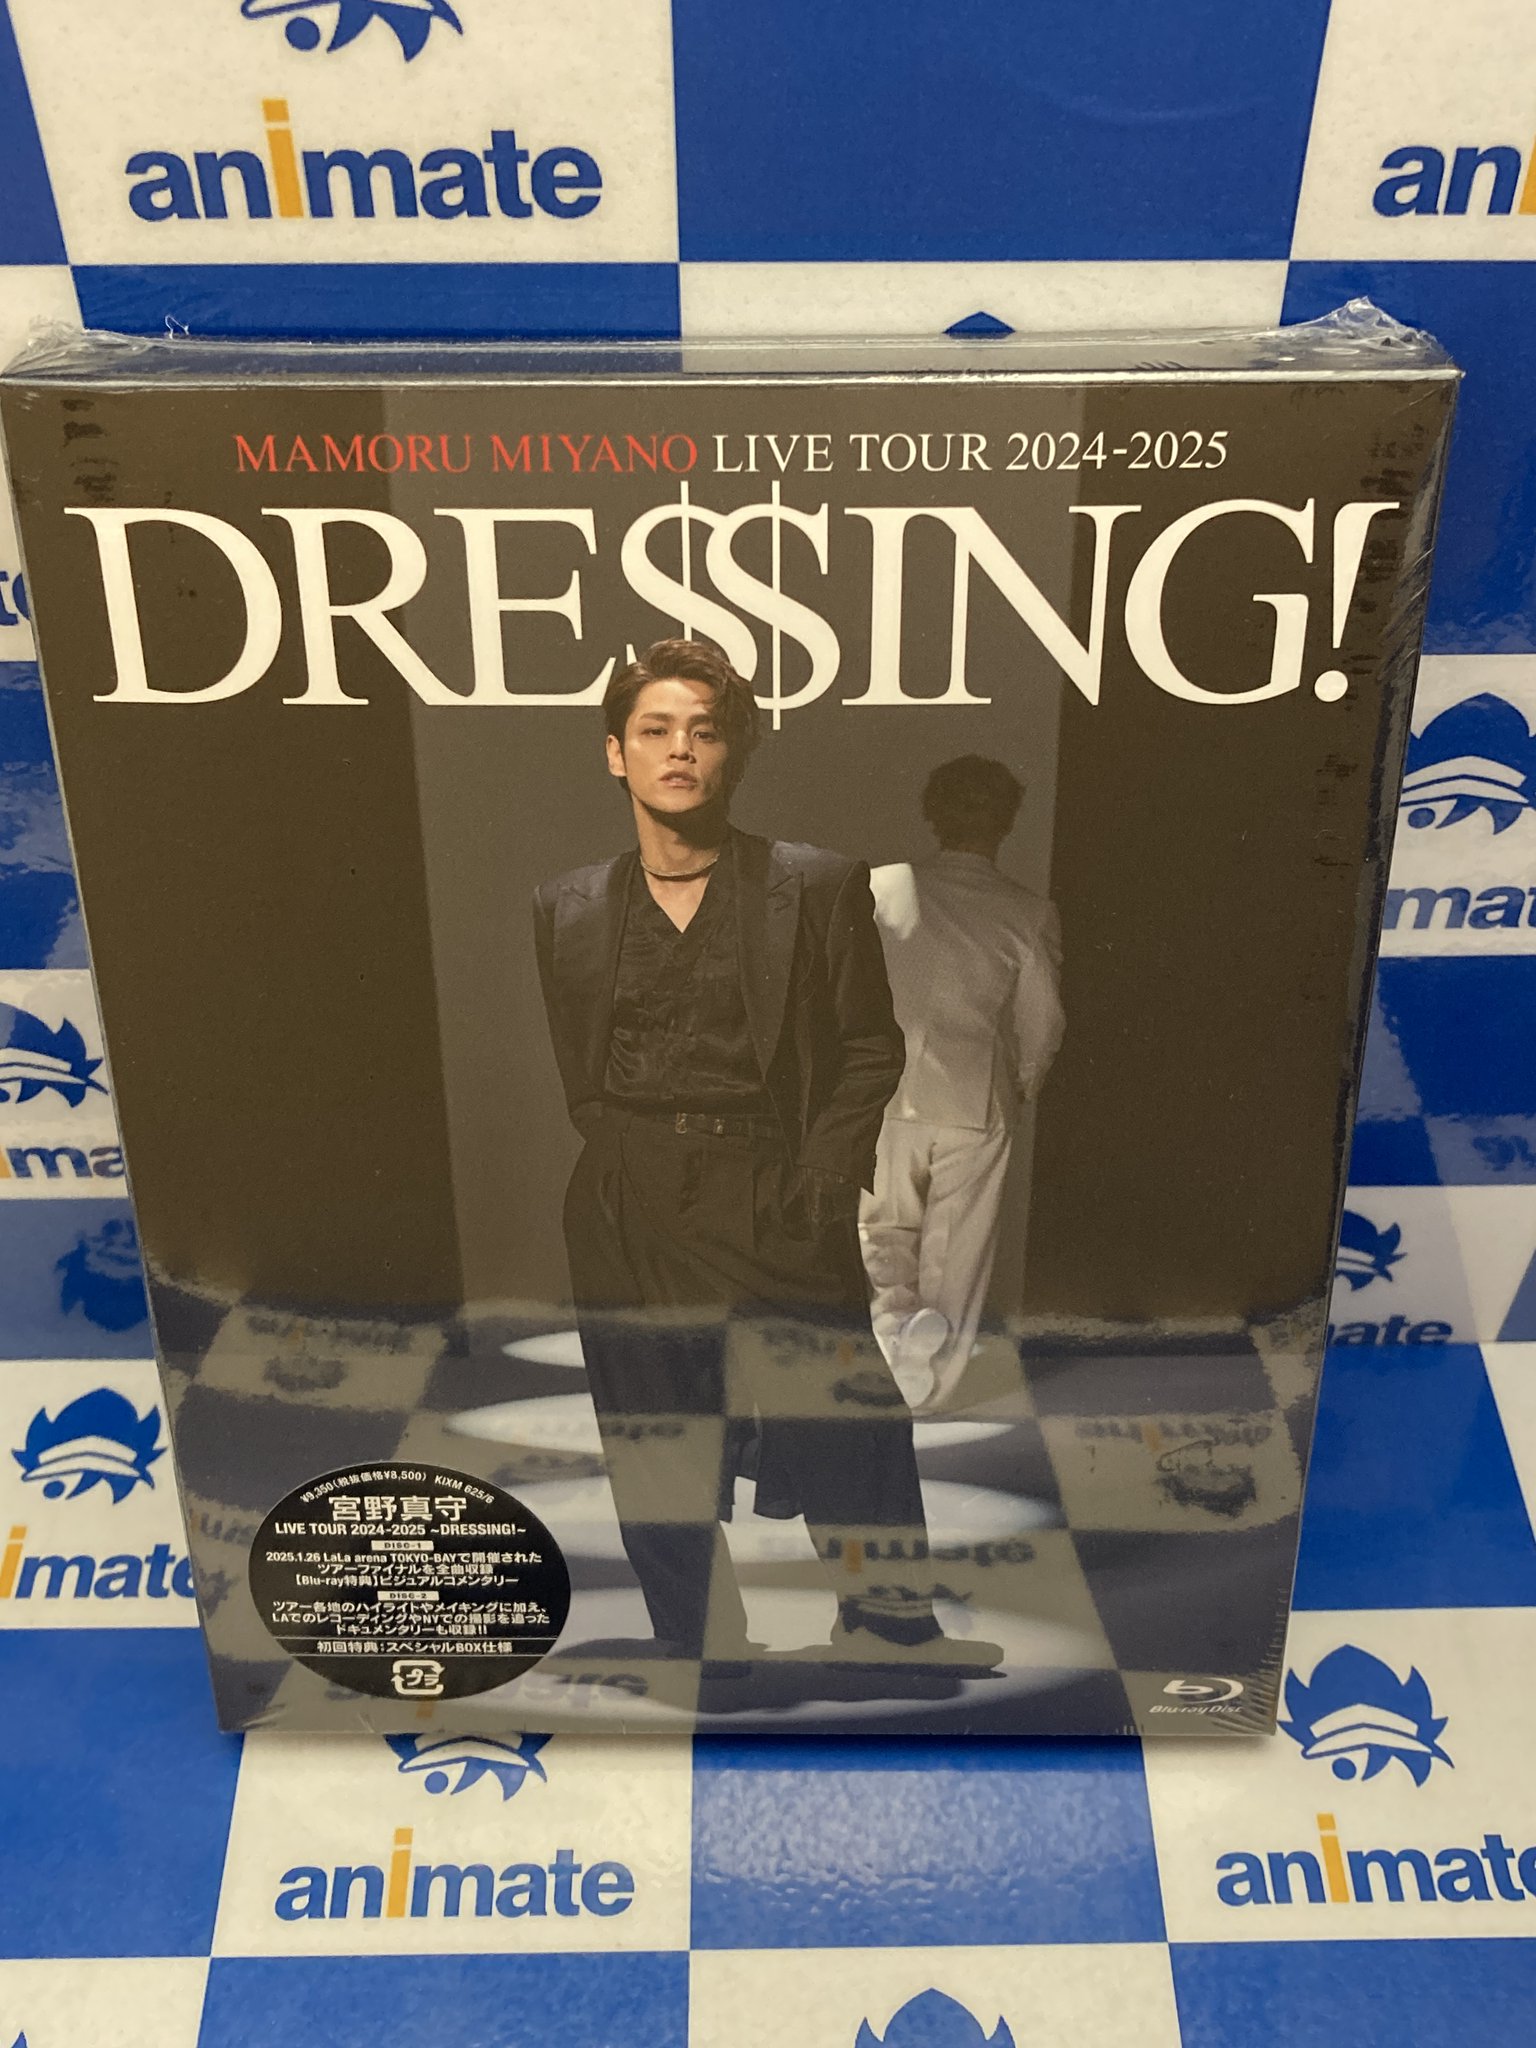 animate
an
MAMORU MIYANO LIVE TOUR 2024-2025
DRE$$ING!
mat
ima
ate
¥9,350(税抜価格¥8,500) KIXM 625/6
宮野真守
LIVE TOUR 2024-2025 ~DRESSING!~
DISC-1
2025.1.26 LaLa arena TOKYO-BAYで開催された
ツアーファイナルを全曲収録
【Blu-ray特典】ビジュアルコメンタリー
DISC-2
ツアー各地のハイライトやメイキングに加え、
LAでのレコーディングやNYでの撮影を追った
ドキュメンタリーも収録!!
初回特典：スペシャルBOX仕様
プラ
Blu-ray Disc
imate
animate
animate